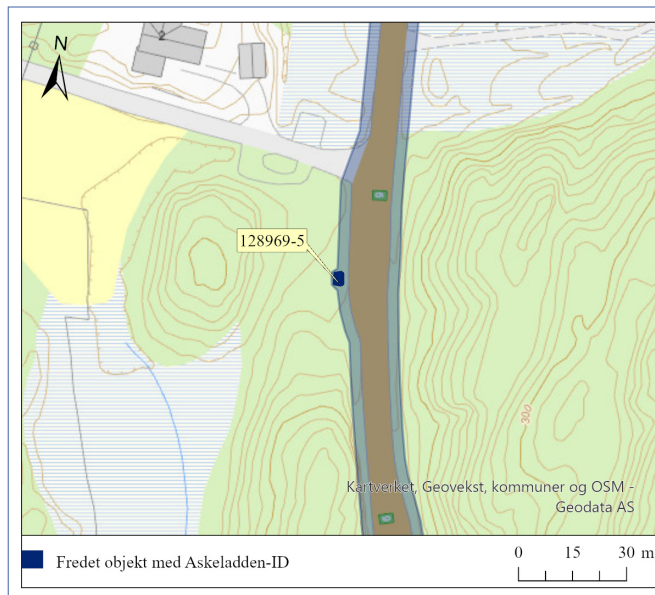 N
2
128969-5
300
Kartverket, Geovekst, kommuner og OSM -
Geodata AS
Fredet objekt med Askeladden-ID
0 15 30 m